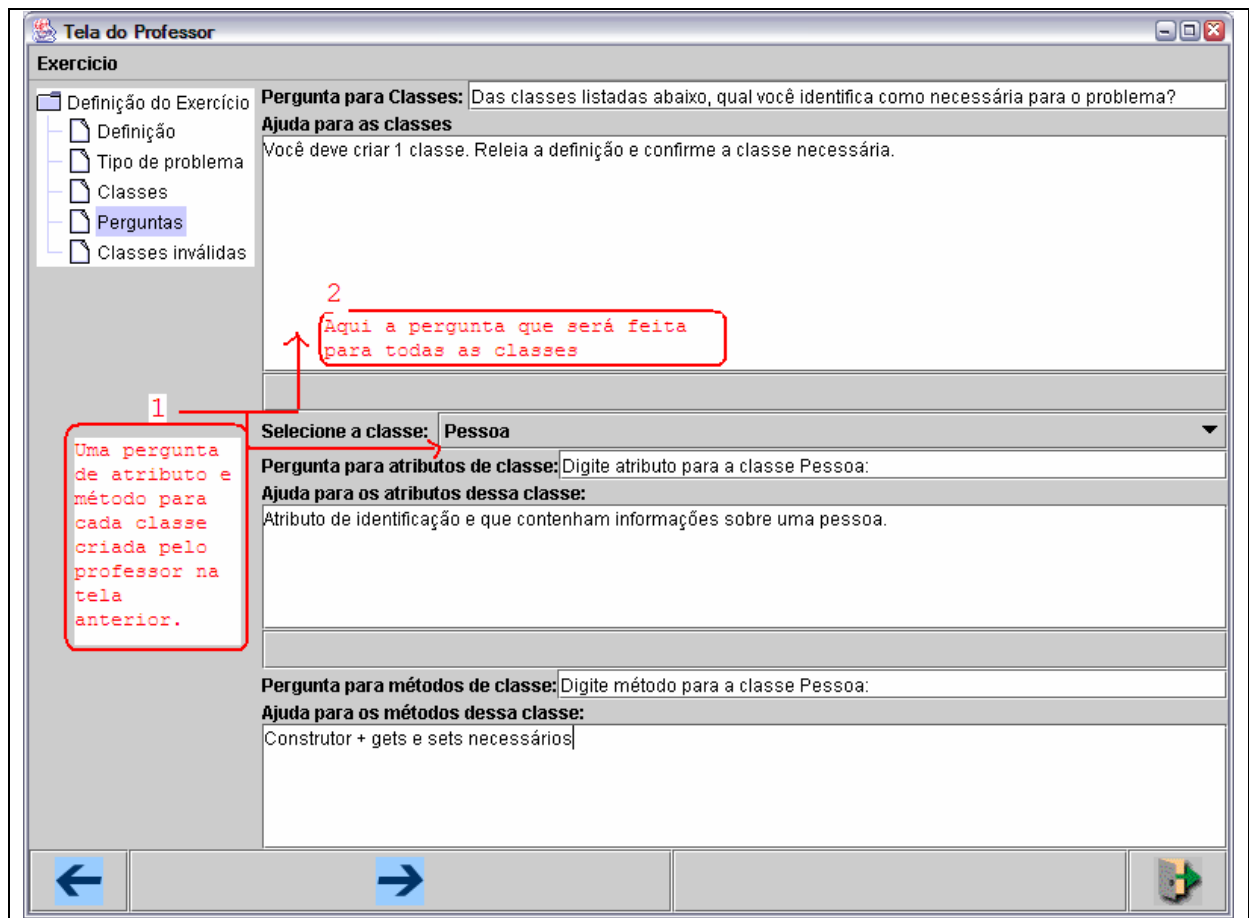 Tela do Professor
Exercicio
Definição do Exercício
Definição
Tipo de problema
Classes
Perguntas
Classes inválidas
Pergunta para Classes: Das classes listadas abaixo, qual você identifica como necessária para o problema?
Ajuda para as classes
Você deve criar 1 classe. Releia a definição e confirme a classe necessária.
2
Aqui a pergunta que será feita
para todas as classes
1
Uma pergunta
de atributo e
método para
cada classe
criada pelo
professor na
tela
anterior.
Selecione a classe: Pessoa
Pergunta para atributos de classe: Digite atributo para a classe Pessoa:
Ajuda para os atributos dessa classe:
Atributo de identificação e que contenham informações sobre uma pessoa.
Pergunta para métodos de classe: Digite método para a classe Pessoa:
Ajuda para os métodos dessa classe:
Construtor + gets e sets necessários